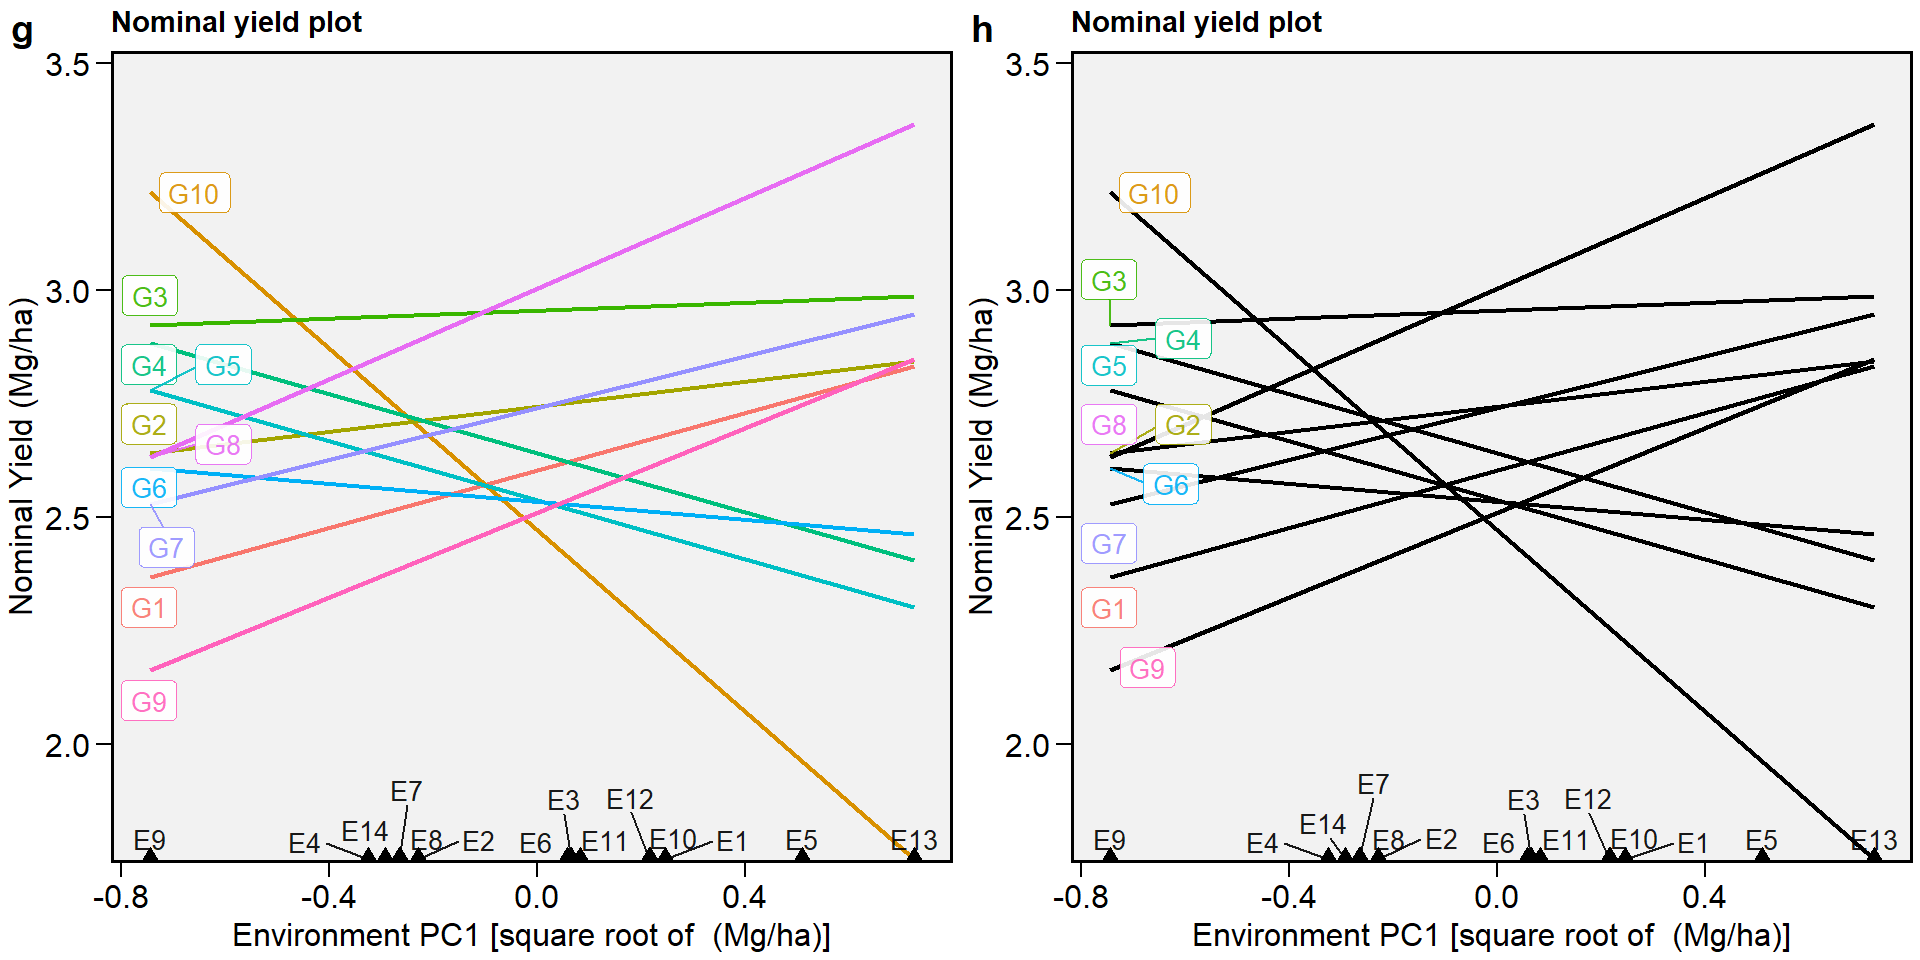 g
Nominal yield plot
3.5
3.0
2.5
2.0
Nominal Yield (Mg/ha)
G10
G3
G4
G5
G2
G8
G6
G7
G1
G9
E7
E3
E12
E9
E4
E14
E8
E2
E6
E11
E10
E1
E5
E13
-0.8
-0.4
0.0
0.4
Environment PC1 [square root of (Mg/ha)]
h
Nominal yield plot
3.5
3.0
2.5
2.0
Nominal Yield (Mg/ha)
G10
G3
G4
G5
G8
G2
G6
G7
G1
G9
E7
E3
E12
E9
E4
E14
E8
E2
E6
E11
E10
E1
E5
E13
-0.8
-0.4
0.0
0.4
Environment PC1 [square root of (Mg/ha)]